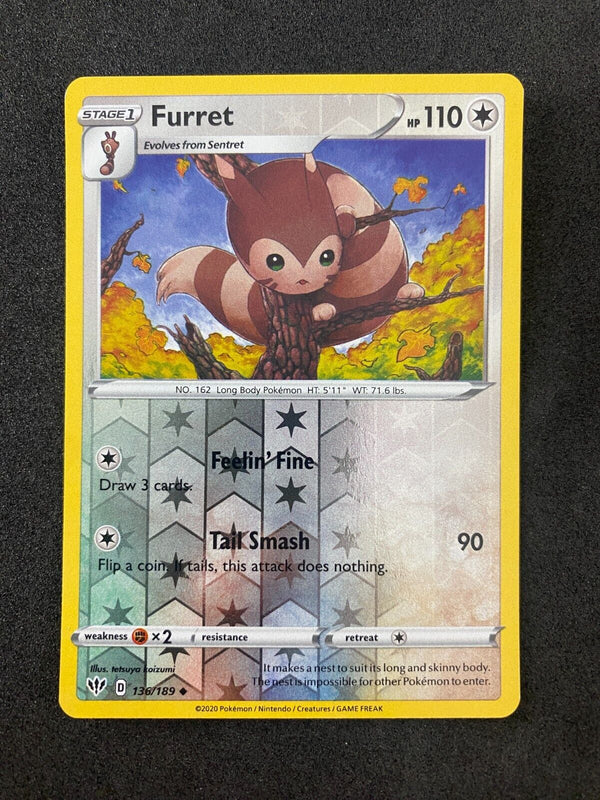 STAGE 1
Furret
HP 110
Evolves from Sentret
NO. 162 Long Body Pokémon HT: 5'11" WT: 71.6 lbs.
Feelin' Fine
Draw 3 cards.
Tail Smash 90
Flip a coin. If tails, this attack does nothing.
weakness ×2 resistance retreat
Illus. tetsuya koizumi
It makes a nest to suit its long and skinny body.
The nest is impossible for other Pokémon to enter.
D 136/189
©2020 Pokémon / Nintendo / Creatures / GAME FREAK